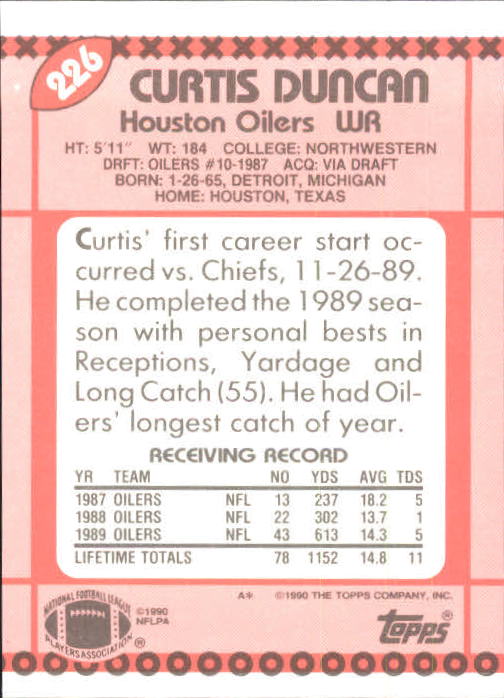 226
CURTIS DUNCAN
Houston Oilers WR
HT: 5'11" WT: 184 COLLEGE: NORTHWESTERN
DRFT: OILERS #10-1987 ACQ: VIA DRAFT
BORN: 1-26-65, DETROIT, MICHIGAN
HOME: HOUSTON, TEXAS
Curtis' first career start oc-
curred vs. Chiefs, 11-26-89.
He completed the 1989 sea-
son with personal bests in
Receptions, Yardage and
Long Catch (55). He had Oil-
ers' longest catch of year.
RECEIVING RECORD
YR TEAM NO YDS AVG TDS
1987 OILERS NFL 13 237 18.2 5
1988 OILERS NFL 22 302 13.7 1
1989 OILERS NFL 43 613 14.3 5
LIFETIME TOTALS 78 1152 14.8 11
A* ©1990 THE TOPPS COMPANY, INC.
NATIONAL FOOTBALL LEAGUE
PLAYERS ASSOCIATION ®
©1990
NFLPA
topps ®